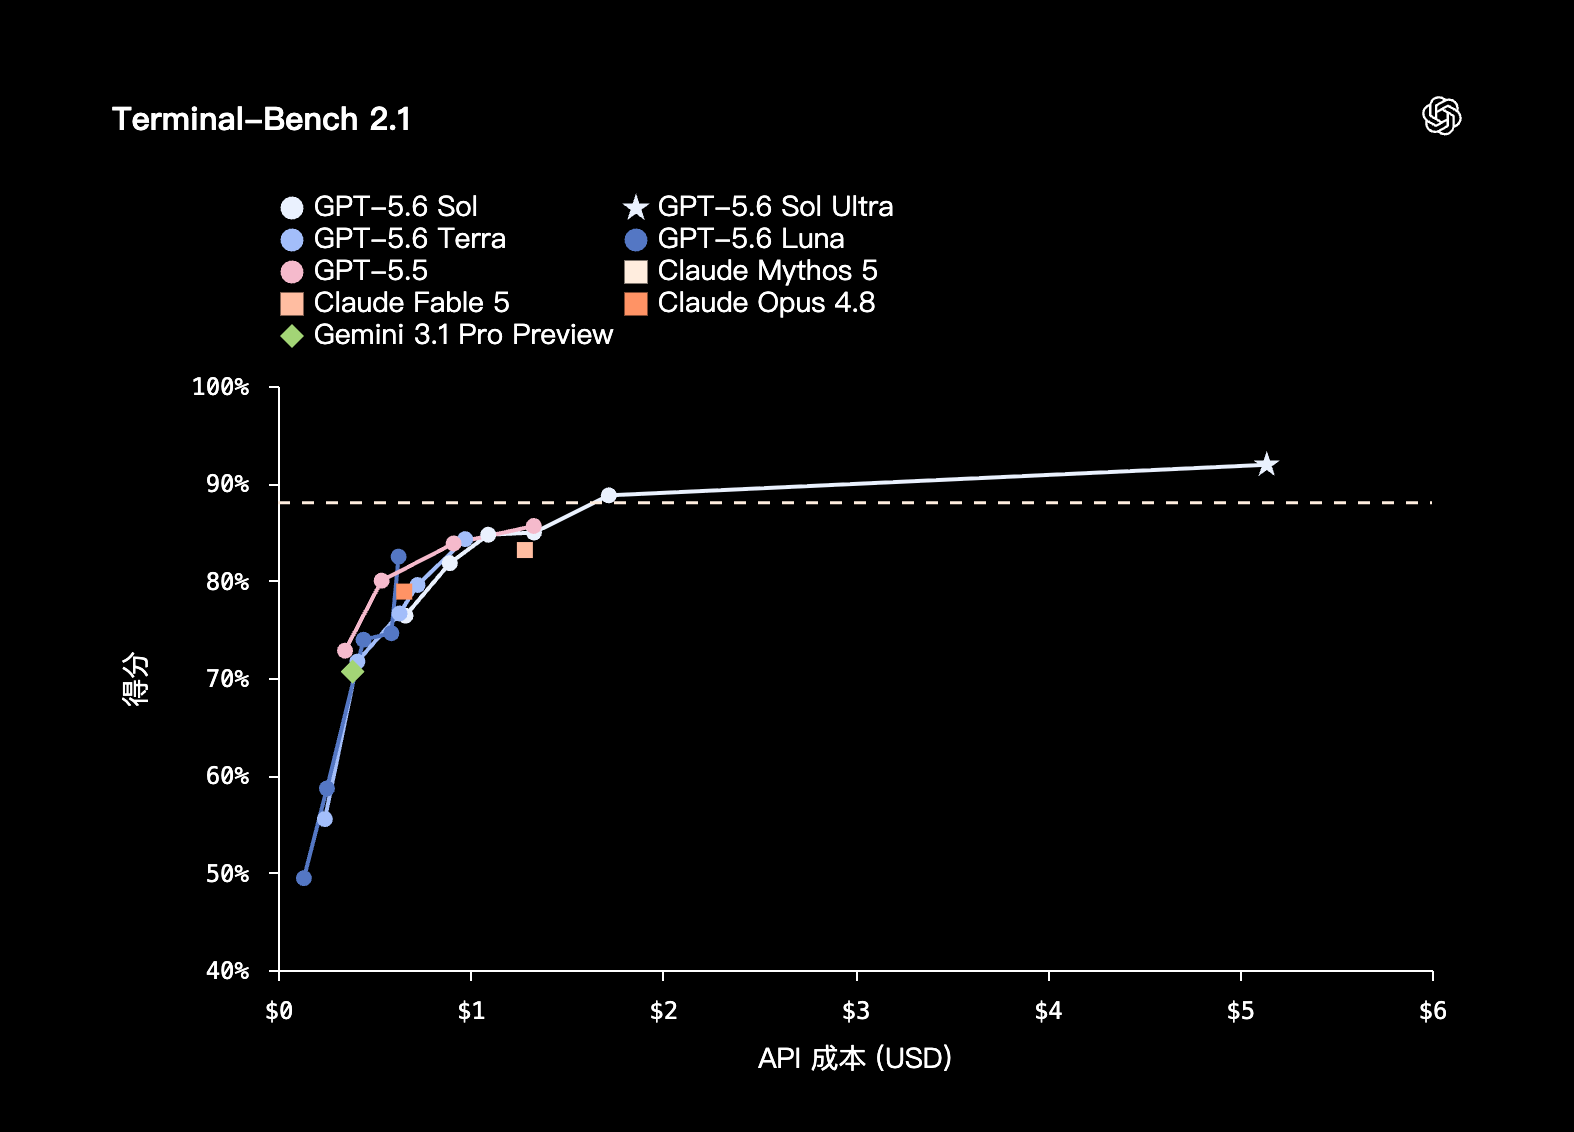 Terminal-Bench 2.1
GPT-5.6 Sol
GPT-5.6 Sol Ultra
GPT-5.6 Terra
GPT-5.6 Luna
GPT-5.5
Claude Mythos 5
Claude Fable 5
Claude Opus 4.8
Gemini 3.1 Pro Preview
100%
90%
80%
70%
60%
50%
40%
得分
$0
$1
$2
$3
$4
$5
$6
API 成本 (USD)